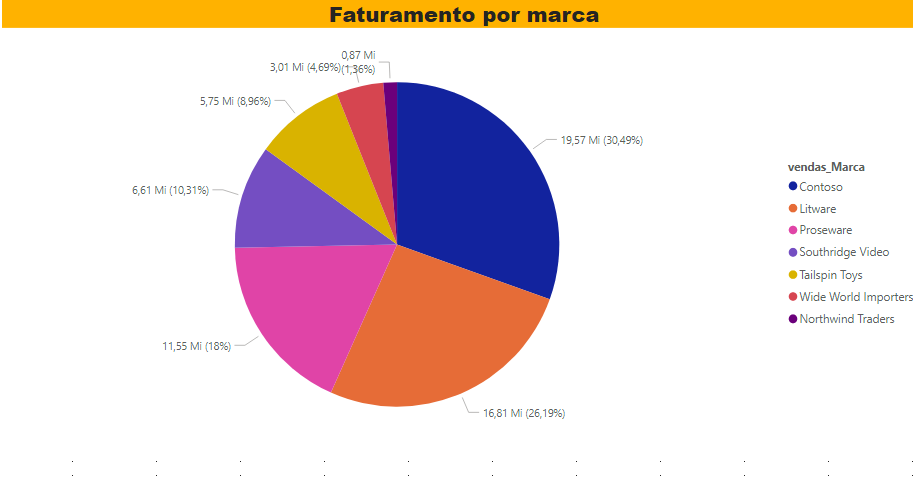 Faturamento por marca
0,87 Mi
(1,36%)
3,01 Mi (4,69%)
5,75 Mi (8,96%)
19,57 Mi (30,49%)
6,61 Mi (10,31%)
11,55 Mi (18%)
16,81 Mi (26,19%)
vendas_Marca
Contoso
Litware
Proseware
Southridge Video
Tailspin Toys
Wide World Importers
Northwind Traders